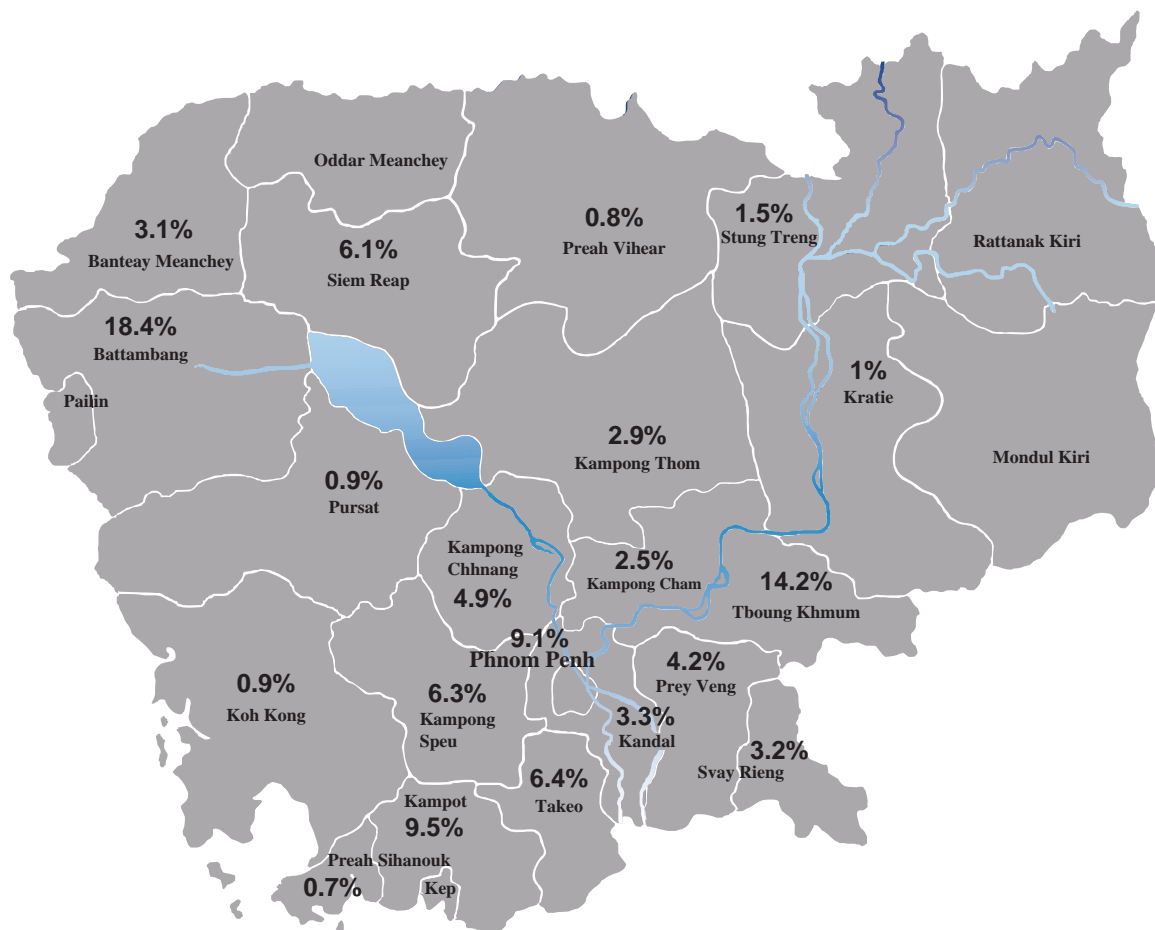 Oddar Meanchey
3.1%
Banteay Meanchey
6.1%
Siem Reap
0.8%
Preah Vihear
1.5%
Stung Treng
Rattanak Kiri
18.4%
Battambang
Pailin
1%
Kratie
2.9%
Kampong Thom
Mondul Kiri
0.9%
Pursat
Kampong
Chhnang
4.9%
2.5%
Kampong Cham
14.2%
Tboung Khmum
9.1%
Phnom Penh
4.2%
Prey Veng
0.9%
Koh Kong
6.3%
Kampong
Speu
3.3%
Kandal
3.2%
Svay Rieng
6.4%
Takeo
Kampot
9.5%
Preah Sihanouk
0.7%
Kep